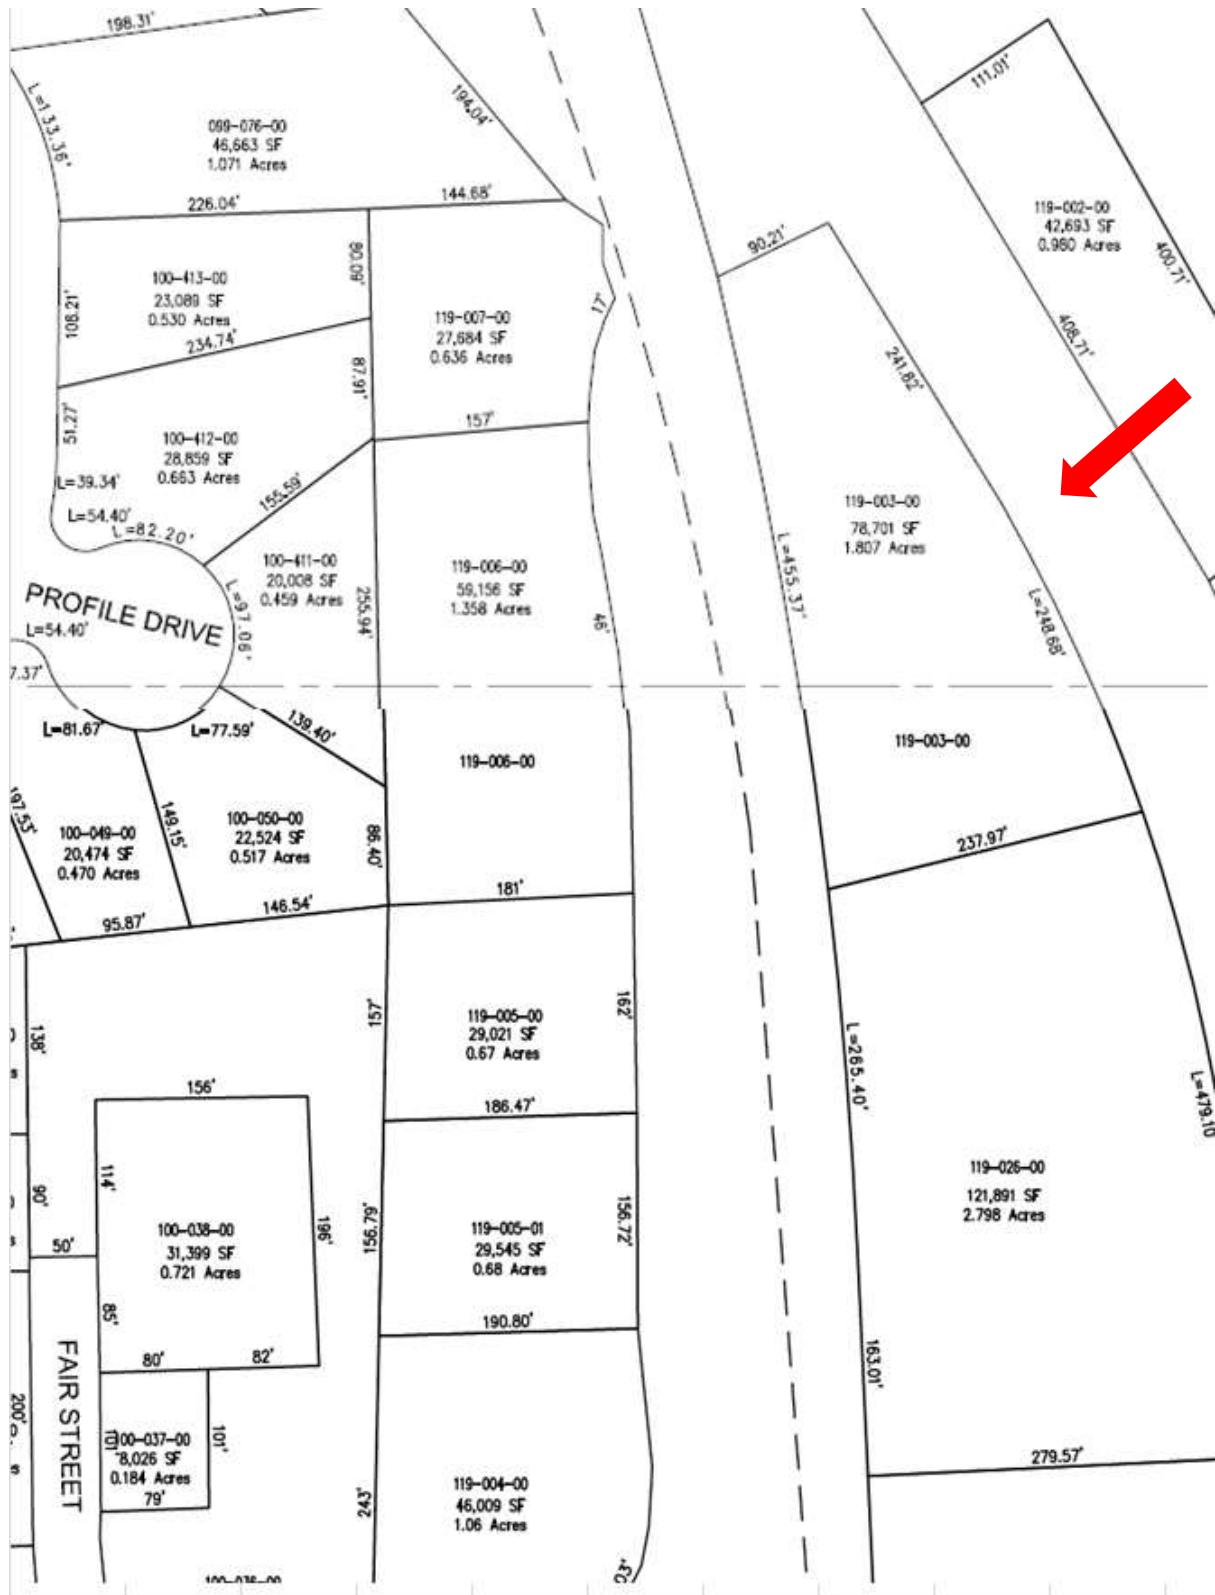 198.31'
L=133.36'
099-076-00
46,663 SF
1.071 Acres
194.04'
111.01'
119-002-00
42,693 SF
0.980 Acres
400.71'
408.71'
226.04'
144.68'
90.21'
80.09'
100-413-00
23,089 SF
0.530 Acres
108.21'
234.74'
17'
119-007-00
27,684 SF
0.636 Acres
241.82'
87.91'
51.27'
157'
100-412-00
28,859 SF
0.663 Acres
L=39.34'
155.59'
L=54.40'
L=82.20'
119-003-00
78,701 SF
1.807 Acres
L=455.37'
100-411-00
20,008 SF
0.459 Acres
119-006-00
59,156 SF
1.358 Acres
PROFILE DRIVE
L=97.06'
255.94'
46'
L=248.68'
L=54.40'
7.37'
L=81.67'
L=77.59'
139.40'
119-006-00
119-003-00
197.53'
149.15'
100-049-00
20,474 SF
0.470 Acres
100-050-00
22,524 SF
0.517 Acres
86.40'
237.97'
181'
95.87'
146.54'
157'
162'
119-005-00
29,021 SF
0.67 Acres
138'
L=265.40'
L=479.10
156'
186.47'
114'
90'
119-026-00
121,891 SF
2.798 Acres
100-038-00
31,399 SF
0.721 Acres
196'
156.79'
119-005-01
29,545 SF
0.68 Acres
156.72'
50'
85'
190.80'
80'
82'
163.01'
FAIR STREET
200'
101'
100-037-00
8,026 SF
0.184 Acres
101'
79'
243'
119-004-00
46,009 SF
1.06 Acres
279.57'
03'
100-036-00